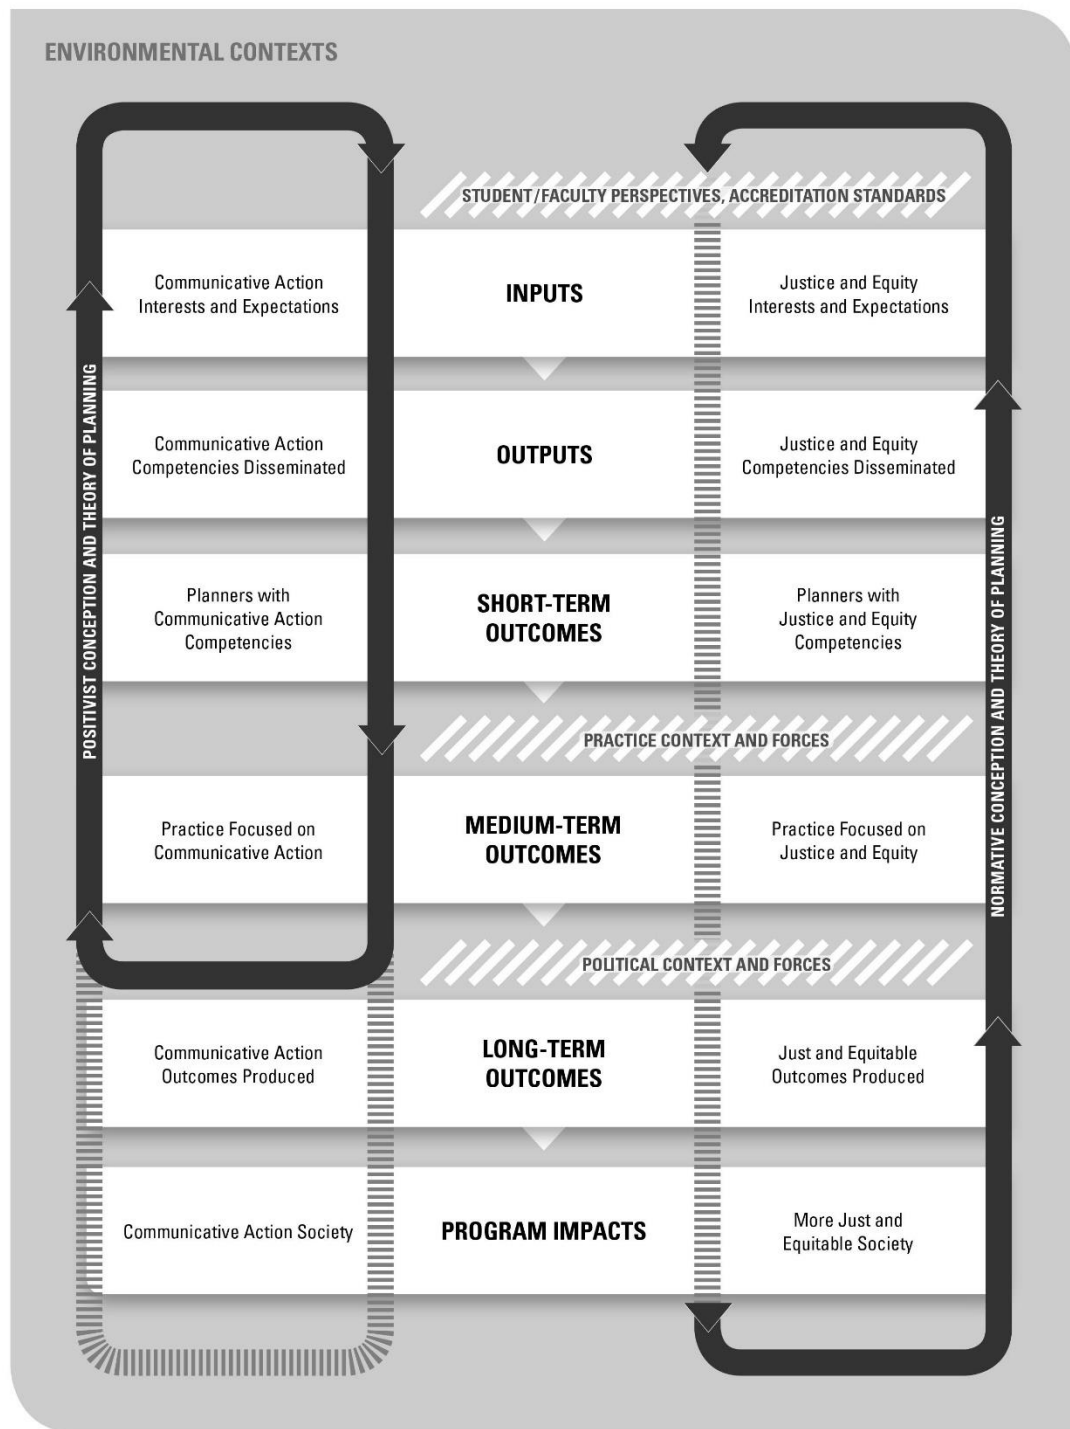 ENVIRONMENTAL CONTEXTS
STUDENT/FACULTY PERSPECTIVES, ACCREDITATION STANDARDS
Communicative Action
Interests and Expectations
INPUTS
Justice and Equity
Interests and Expectations
Communicative Action
Competencies Disseminated
OUTPUTS
Justice and Equity
Competencies Disseminated
Planners with
Communicative Action
Competencies
SHORT-TERM
OUTCOMES
Planners with
Justice and Equity
Competencies
PRACTICE CONTEXT AND FORCES
Practice Focused on
Communicative Action
MEDIUM-TERM
OUTCOMES
Practice Focused on
Justice and Equity
POLITICAL CONTEXT AND FORCES
Communicative Action
Outcomes Produced
LONG-TERM
OUTCOMES
Just and Equitable
Outcomes Produced
Communicative Action Society
PROGRAM IMPACTS
More Just and
Equitable Society
POSITIVIST CONCEPTION AND THEORY OF PLANNING
NORMATIVE CONCEPTION AND THEORY OF PLANNING